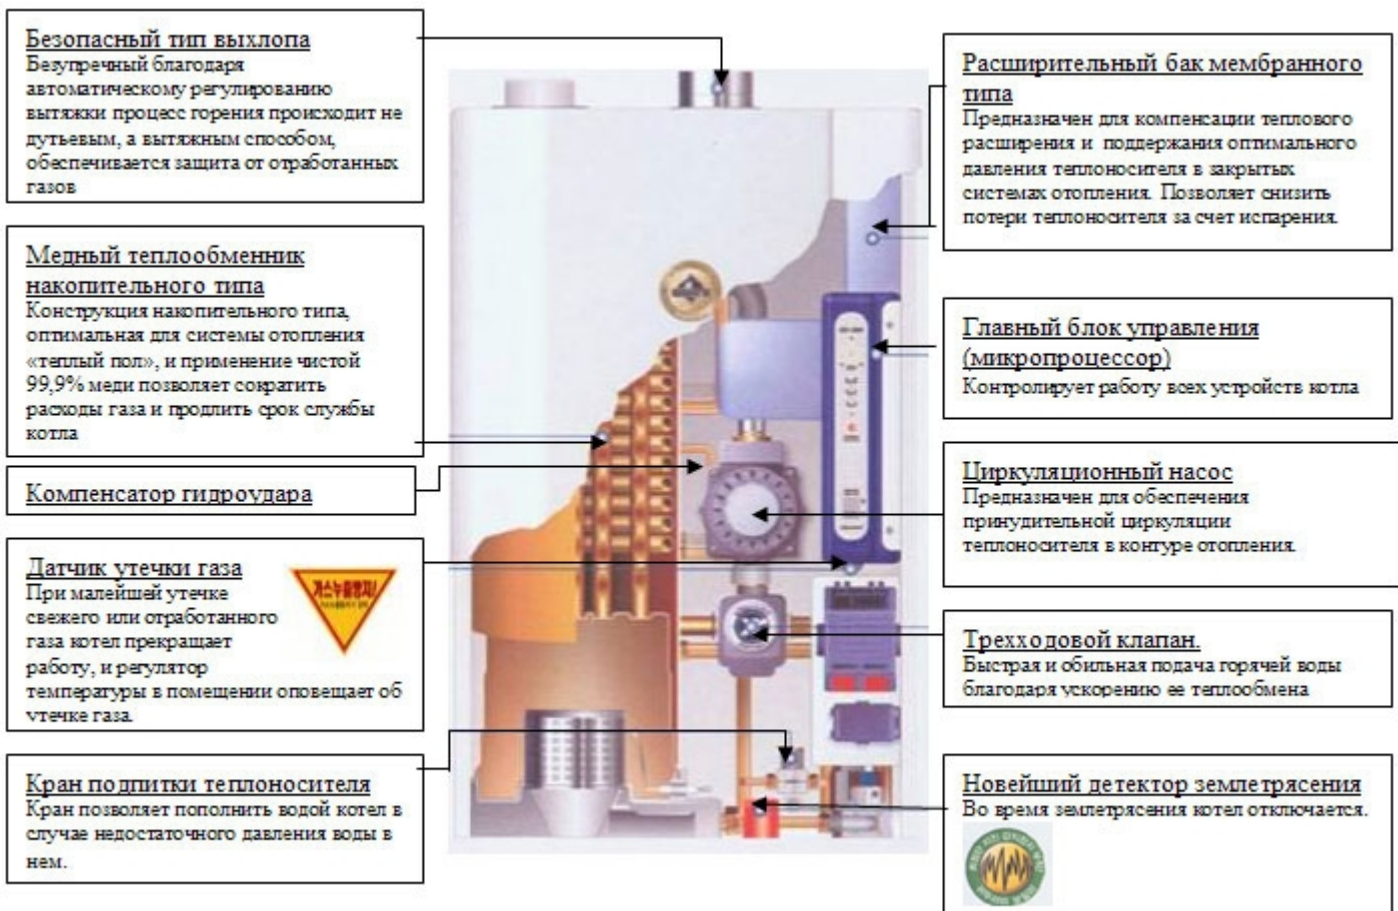 Безопасный тип выхлопа
Безупречный благодаря
автоматическому регулированию
вытяжки процесс горения происходит не
дутьевым, а вытяжным способом,
обеспечивается защита от отработанных
газов
Медный теплообменник
накопительного типа
Конструкция накопительного типа,
оптимальная для системы отопления
«теплый пол», и применение чистой
99,9% меди позволяет сократить
расходы газа и продлить срок службы
котла
Компенсатор гидроудара
Датчик утечки газа
При малейшей утечке
свежего или отработанного
газа котел прекращает
работу, и регулятор
температуры в помещении оповещает об
утечке газа.
가스누출방지!
Кран подпитки теплоносителя
Кран позволяет пополнить водой котел в
случае недостаточного давления воды в
нем.
Расширительный бак мембранного
типа
Предназначен для компенсации теплового
расширения и поддержания оптимального
давления теплоносителя в закрытых
системах отопления. Позволяет снизить
потери теплоносителя за счет испарения.
Главный блок управления
(микропроцессор)
Контролирует работу всех устройств котла
Циркуляционный насос
Предназначен для обеспечения
принудительной циркуляции
теплоносителя в контуре отопления.
Трехходовой клапан.
Быстрая и обильная подача горячей воды
благодаря ускорению ее теплообмена
Новейший детектор землетрясения
Во время землетрясения котел отключается.